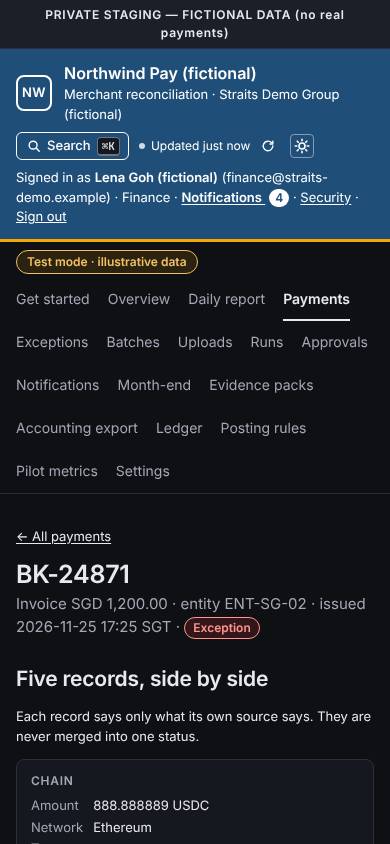 PRIVATE STAGING — FICTIONAL DATA (no real
payments)
NW
Northwind Pay (fictional)
Merchant reconciliation · Straits Demo Group
(fictional)
Search ⌘K
Updated just now
Signed in as Lena Goh (fictional) (finance@straits-
demo.example) · Finance · Notifications 4 · Security ·
Sign out
Test mode · illustrative data
Get started Overview Daily report Payments
Exceptions Batches Uploads Runs Approvals
Notifications Month-end Evidence packs
Accounting export Ledger Posting rules
Pilot metrics Settings
← All payments
BK-24871
Invoice SGD 1,200.00 · entity ENT-SG-02 · issued
2026-11-25 17:25 SGT · Exception
Five records, side by side
Each record says only what its own source says. They are
never merged into one status.
CHAIN
Amount 888.888889 USDC
Network Ethereum